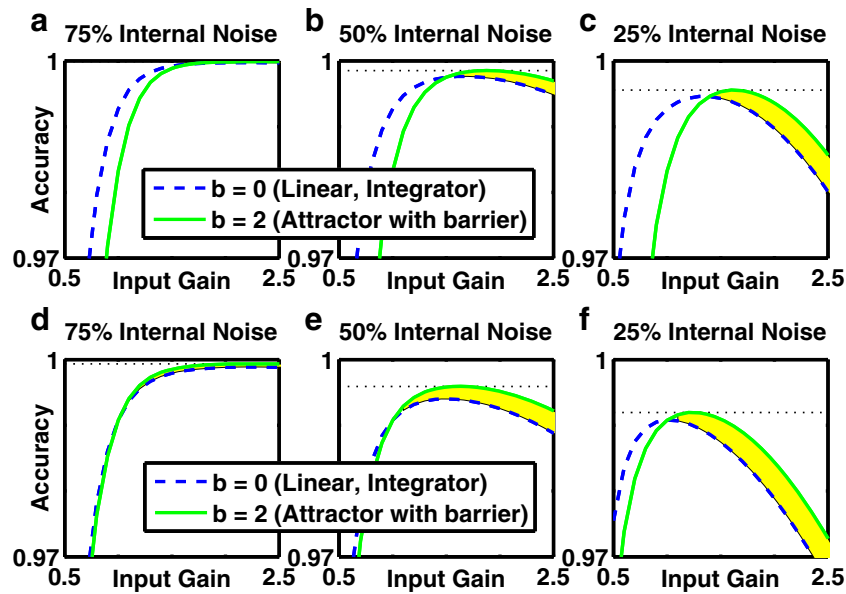 a
75% Internal Noise
b
50% Internal Noise
c
25% Internal Noise
1
1
1
Accuracy
b = 0 (Linear, Integrator)
b = 2 (Attractor with barrier)
0.97
0.97
0.97
0.5
Input Gain
2.5
0.5
Input Gain
2.5
0.5
Input Gain
2.5
d
75% Internal Noise
e
50% Internal Noise
f
25% Internal Noise
1
1
1
Accuracy
b = 0 (Linear, Integrator)
b = 2 (Attractor with barrier)
0.97
0.97
0.97
0.5
Input Gain
2.5
0.5
Input Gain
2.5
0.5
Input Gain
2.5